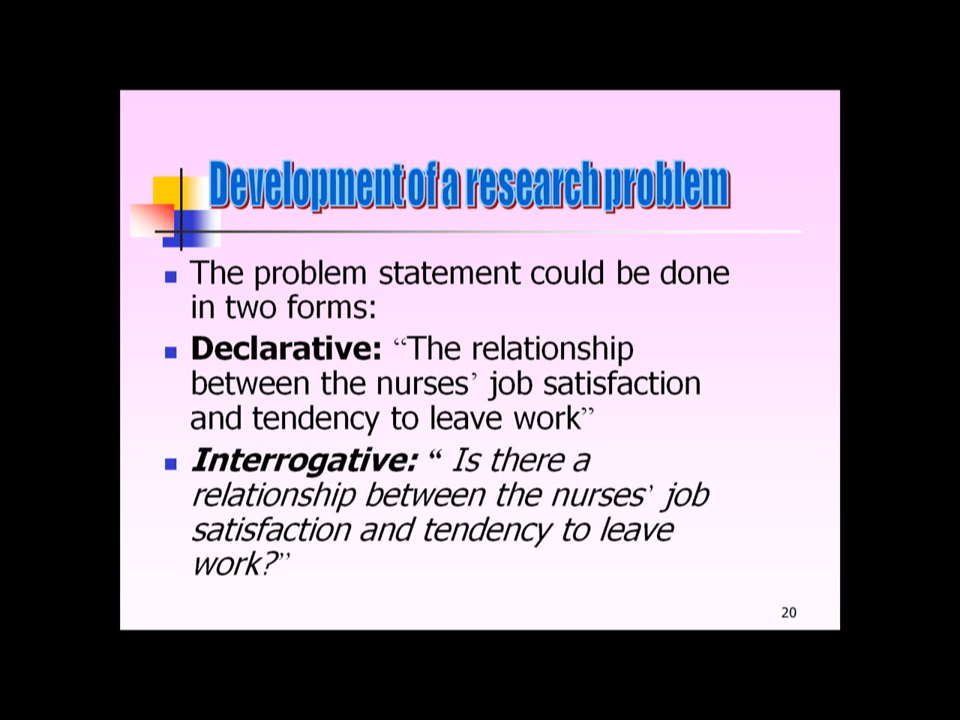 Development of a research problem
The problem statement could be done
in two forms:
Declarative: “The relationship
between the nurses’ job satisfaction
and tendency to leave work”
Interrogative: “ Is there a
relationship between the nurses’ job
satisfaction and tendency to leave
work?”
20